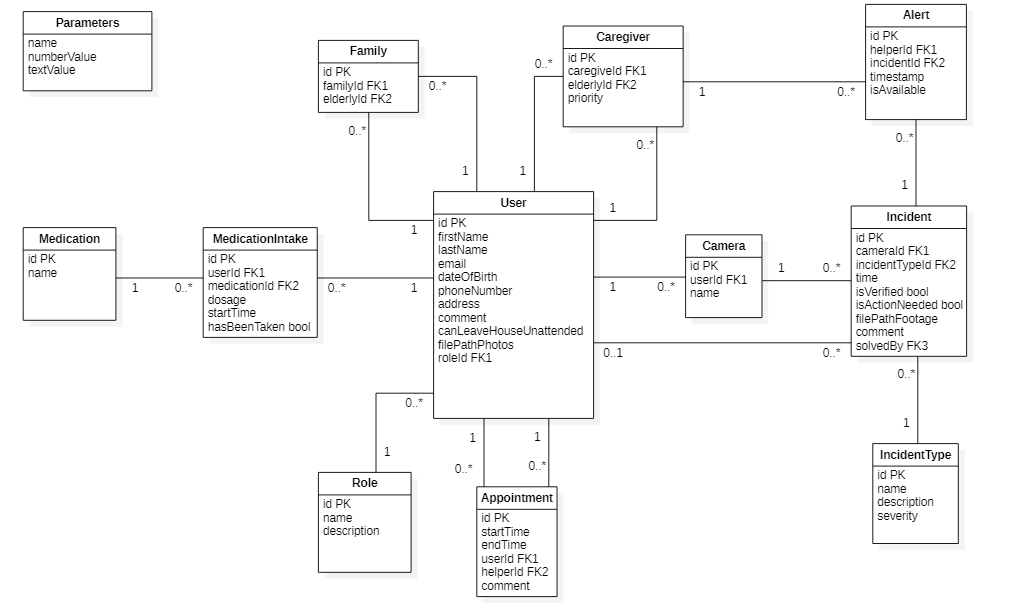 Parameters
name
numberValue
textValue
Family
id PK
familyId FK1
elderlyId FK2
Caregiver
id PK
caregiveId FK1
elderlyId FK2
priority
Alert
id PK
helperId FK1
incidentId FK2
timestamp
isAvailable
0..*
0..*
1
0..*
0..*
0..*
0..*
1
1
1
1
1
0..*
Medication
id PK
name
1
0..*
MedicationIntake
id PK
userId FK1
medicationId FK2
dosage
startTime
hasBeenTaken bool
0..*
1
User
id PK
firstName
lastName
email
dateOfBirth
phoneNumber
address
comment
canLeaveHouseUnattended
filePathPhotos
roleId FK1
1
0..*
Camera
id PK
userId FK1
name
1
0..*
Incident
id PK
cameraId FK1
incidentTypeId FK2
time
isVerified bool
isActionNeeded bool
filePathFootage
comment
solvedBy FK3
0..1
0..*
0..*
1
0..*
1
1
1
0..*
0..*
Role
id PK
name
description
Appointment
id PK
startTime
endTime
userId FK1
helperId FK2
comment
IncidentType
id PK
name
description
severity